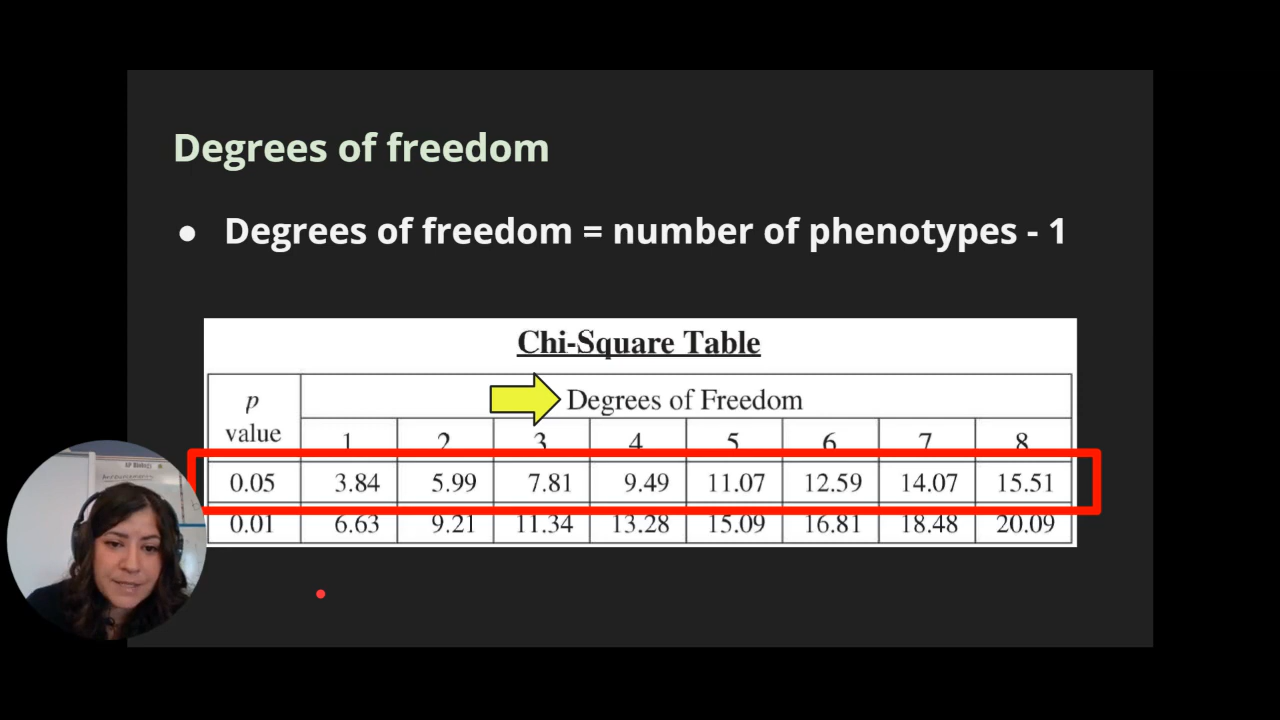 Degrees of freedom
● Degrees of freedom = number of phenotypes - 1
Chi-Square Table
p value Degrees of Freedom
1 2 3 4 5 6 7 8
0.05 3.84 5.99 7.81 9.49 11.07 12.59 14.07 15.51
0.01 6.63 9.21 11.34 13.28 15.09 16.81 18.48 20.09